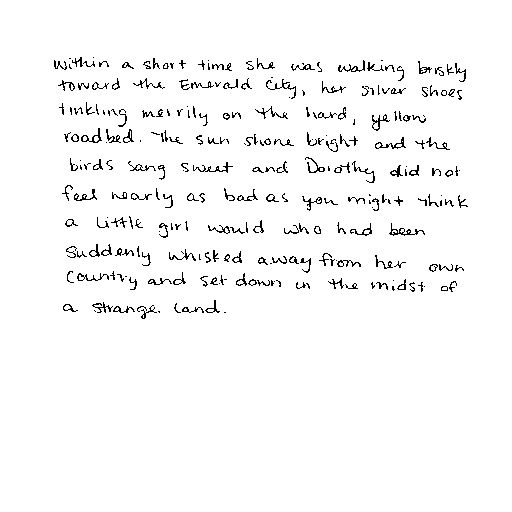 Within a short time she was walking briskly
toward the Emerald City, her silver shoes
tinkling merrily on the hard, yellow
roadbed. The sun shone bright and the
birds sang sweet and Dorothy did not
feel nearly as bad as you might think
a little girl would who had been
suddenly whisked away from her own
country and set down in the midst of
a strange land.